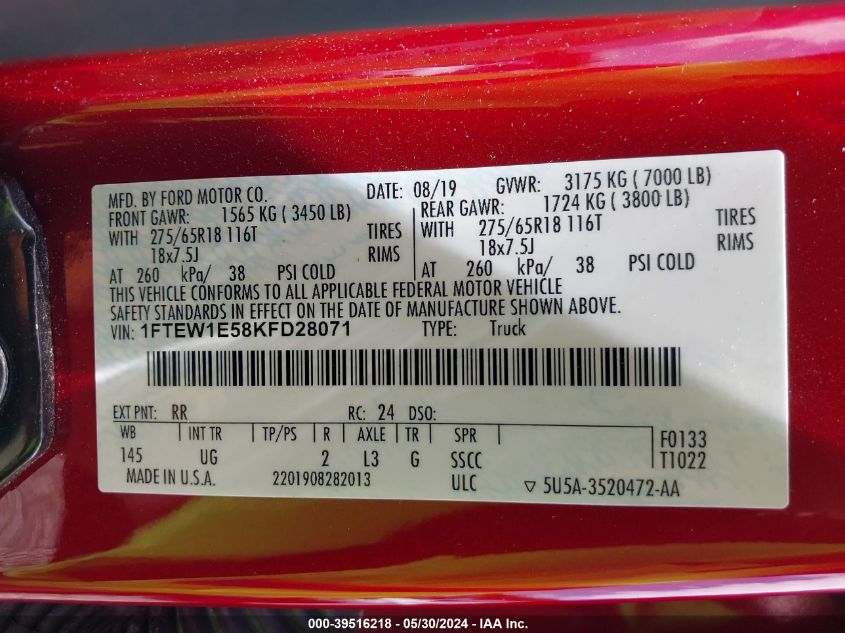 MFD. BY FORD MOTOR CO. DATE: 08/19 GVWR: 3175 KG ( 7000 LB)
FRONT GAWR: 1565 KG ( 3450 LB) REAR GAWR: 1724 KG ( 3800 LB)
WITH 275/65R18 116T TIRES WITH 275/65R18 116T TIRES
18x7.5J RIMS 18x7.5J RIMS
AT 260 kPa/ 38 PSI COLD AT 260 kPa/ 38 PSI COLD
THIS VEHICLE CONFORMS TO ALL APPLICABLE FEDERAL MOTOR VEHICLE
SAFETY STANDARDS IN EFFECT ON THE DATE OF MANUFACTURE SHOWN ABOVE.
VIN: 1FTEW1E58KFD28071 TYPE: Truck
EXT PNT: RR RC: 24 DSO:
WB INT TR TP/PS R AXLE TR SPR F0133
145 UG 2 L3 G SSCC T1022
MADE IN U.S.A. 2201908282013 ULC ▽ 5U5A-3520472-AA
000-39516218 - 05/30/2024 - IAA Inc.